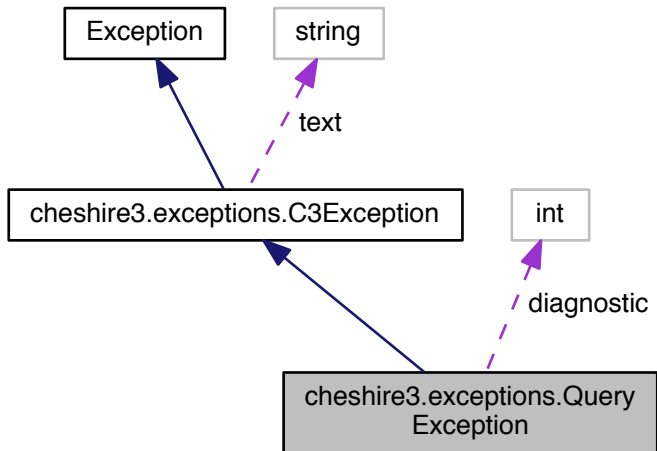 Exception
string
text
cheshire3.exceptions.C3Exception
int
diagnostic
cheshire3.exceptions.Query
Exception